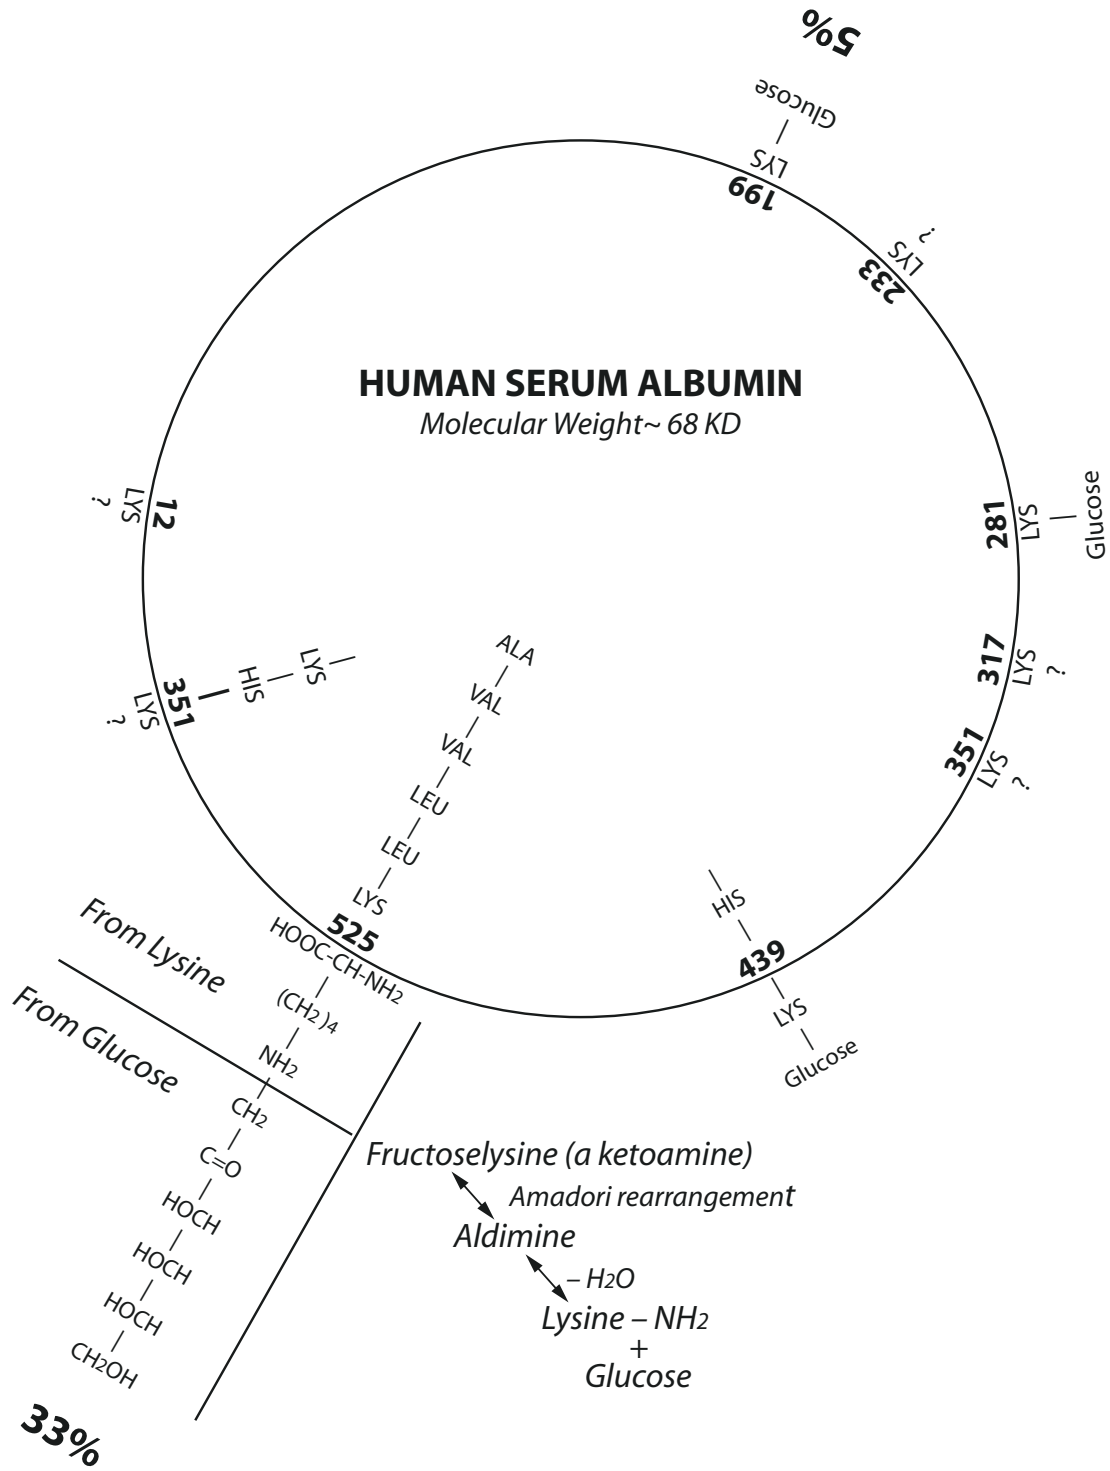 5%
Glucose
LYS
199
?
LYS
233
HUMAN SERUM ALBUMIN
Molecular Weight~ 68 KD
Glucose
LYS
281
LYS
?
12
317
LYS
?
351
LYS
?
LYS
HIS
351
LYS
?
ALA
VAL
VAL
LEU
LEU
LYS
525
HIS
439
LYS
Glucose
HOOC-CH-NH2
(CH2)4
NH2
From Lysine
From Glucose
CH2
C=O
HOCH
HOCH
HOCH
CH2OH
33%
Fructoselysine (a ketoamine)
Amadori rearrangement
Aldimine
– H2O
Lysine – NH2
+
Glucose